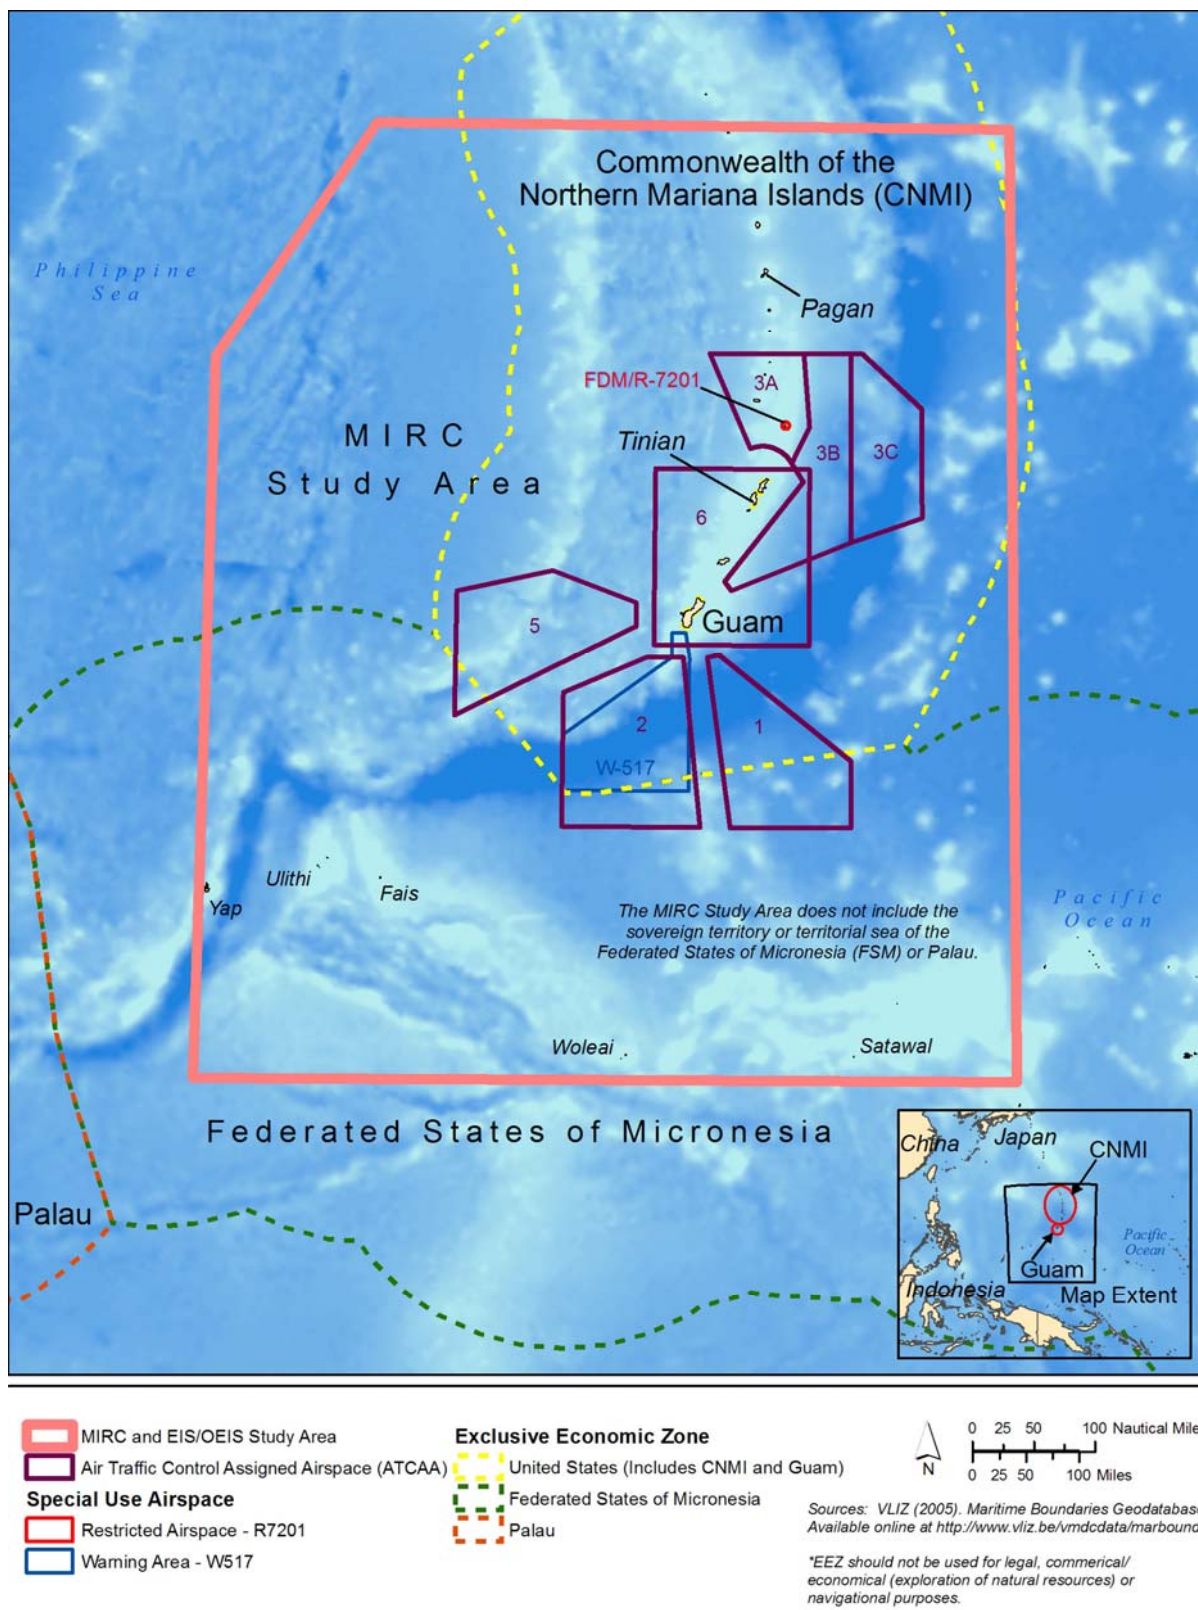 Commonwealth of the
Northern Mariana Islands (CNMI)
Philippine
Sea
Pagan
FDM/R-7201
3A
MIRC
Study Area
Tinian
3B
3C
6
5
Guam
2
1
W-517
Ulithi
Fais
Yap
Pacific
Ocean
The MIRC Study Area does not include the
sovereign territory or territorial sea of the
Federated States of Micronesia (FSM) or Palau.
Woleai
Satawal
Federated States of Micronesia
Palau
China
Japan
CNMI
Pacific
Ocean
Guam
Indonesia
Map Extent
MIRC and EIS/OEIS Study Area
Air Traffic Control Assigned Airspace (ATCAA)
Special Use Airspace
Restricted Airspace - R7201
Warning Area - W517
Exclusive Economic Zone
United States (Includes CNMI and Guam)
Federated States of Micronesia
Palau
N
0 25 50 100 Nautical Mile
0 25 50 100 Miles
Sources: VLIZ (2005). Maritime Boundaries Geodatabas
Available online at http://www.vliz.be/vmdcdata/marbound
*EEZ should not be used for legal, commerical/
economical (exploration of natural resources) or
navigational purposes.